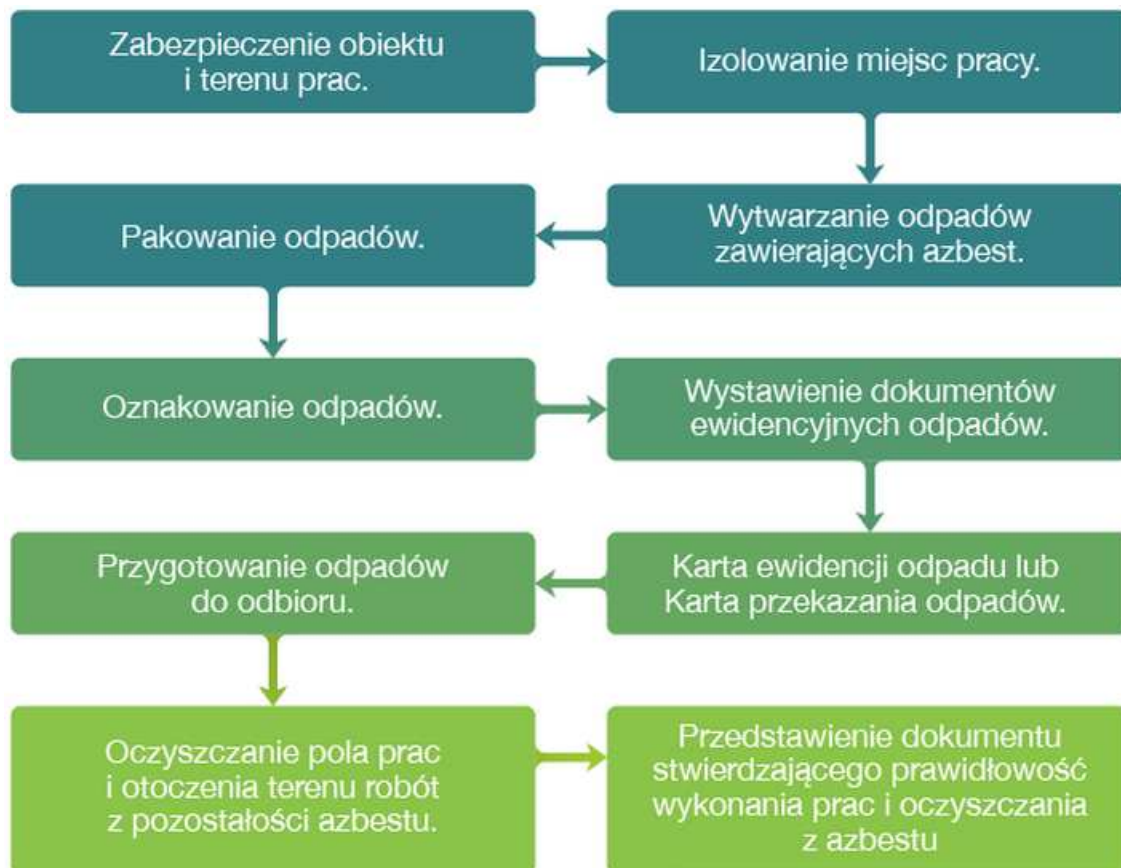 Zabezpieczenie obiektu
i terenu prac.
Izolowanie miejsc pracy.
Wytwarzanie odpadów
zawierających azbest.
Pakowanie odpadów.
Oznakowanie odpadów.
Wystawienie dokumentów
ewidencyjnych odpadów.
Karta ewidencji odpadu lub
Karta przekazania odpadów.
Przygotowanie odpadów
do odbioru.
Oczyszczanie pola prac
i otoczenia terenu robót
z pozostałości azbestu.
Przedstawienie dokumentu
stwierdzającego prawidłowość
wykonania prac i oczyszczania
z azbestu